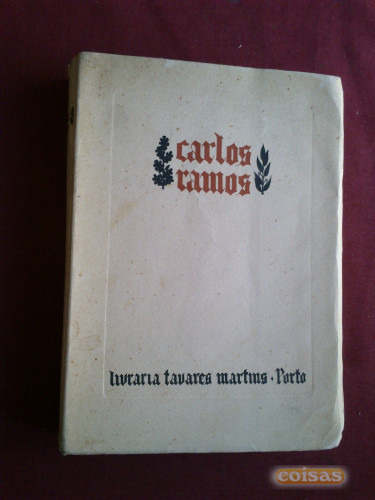 carlos
ramos
livraria tavares martins · Porto
coisas